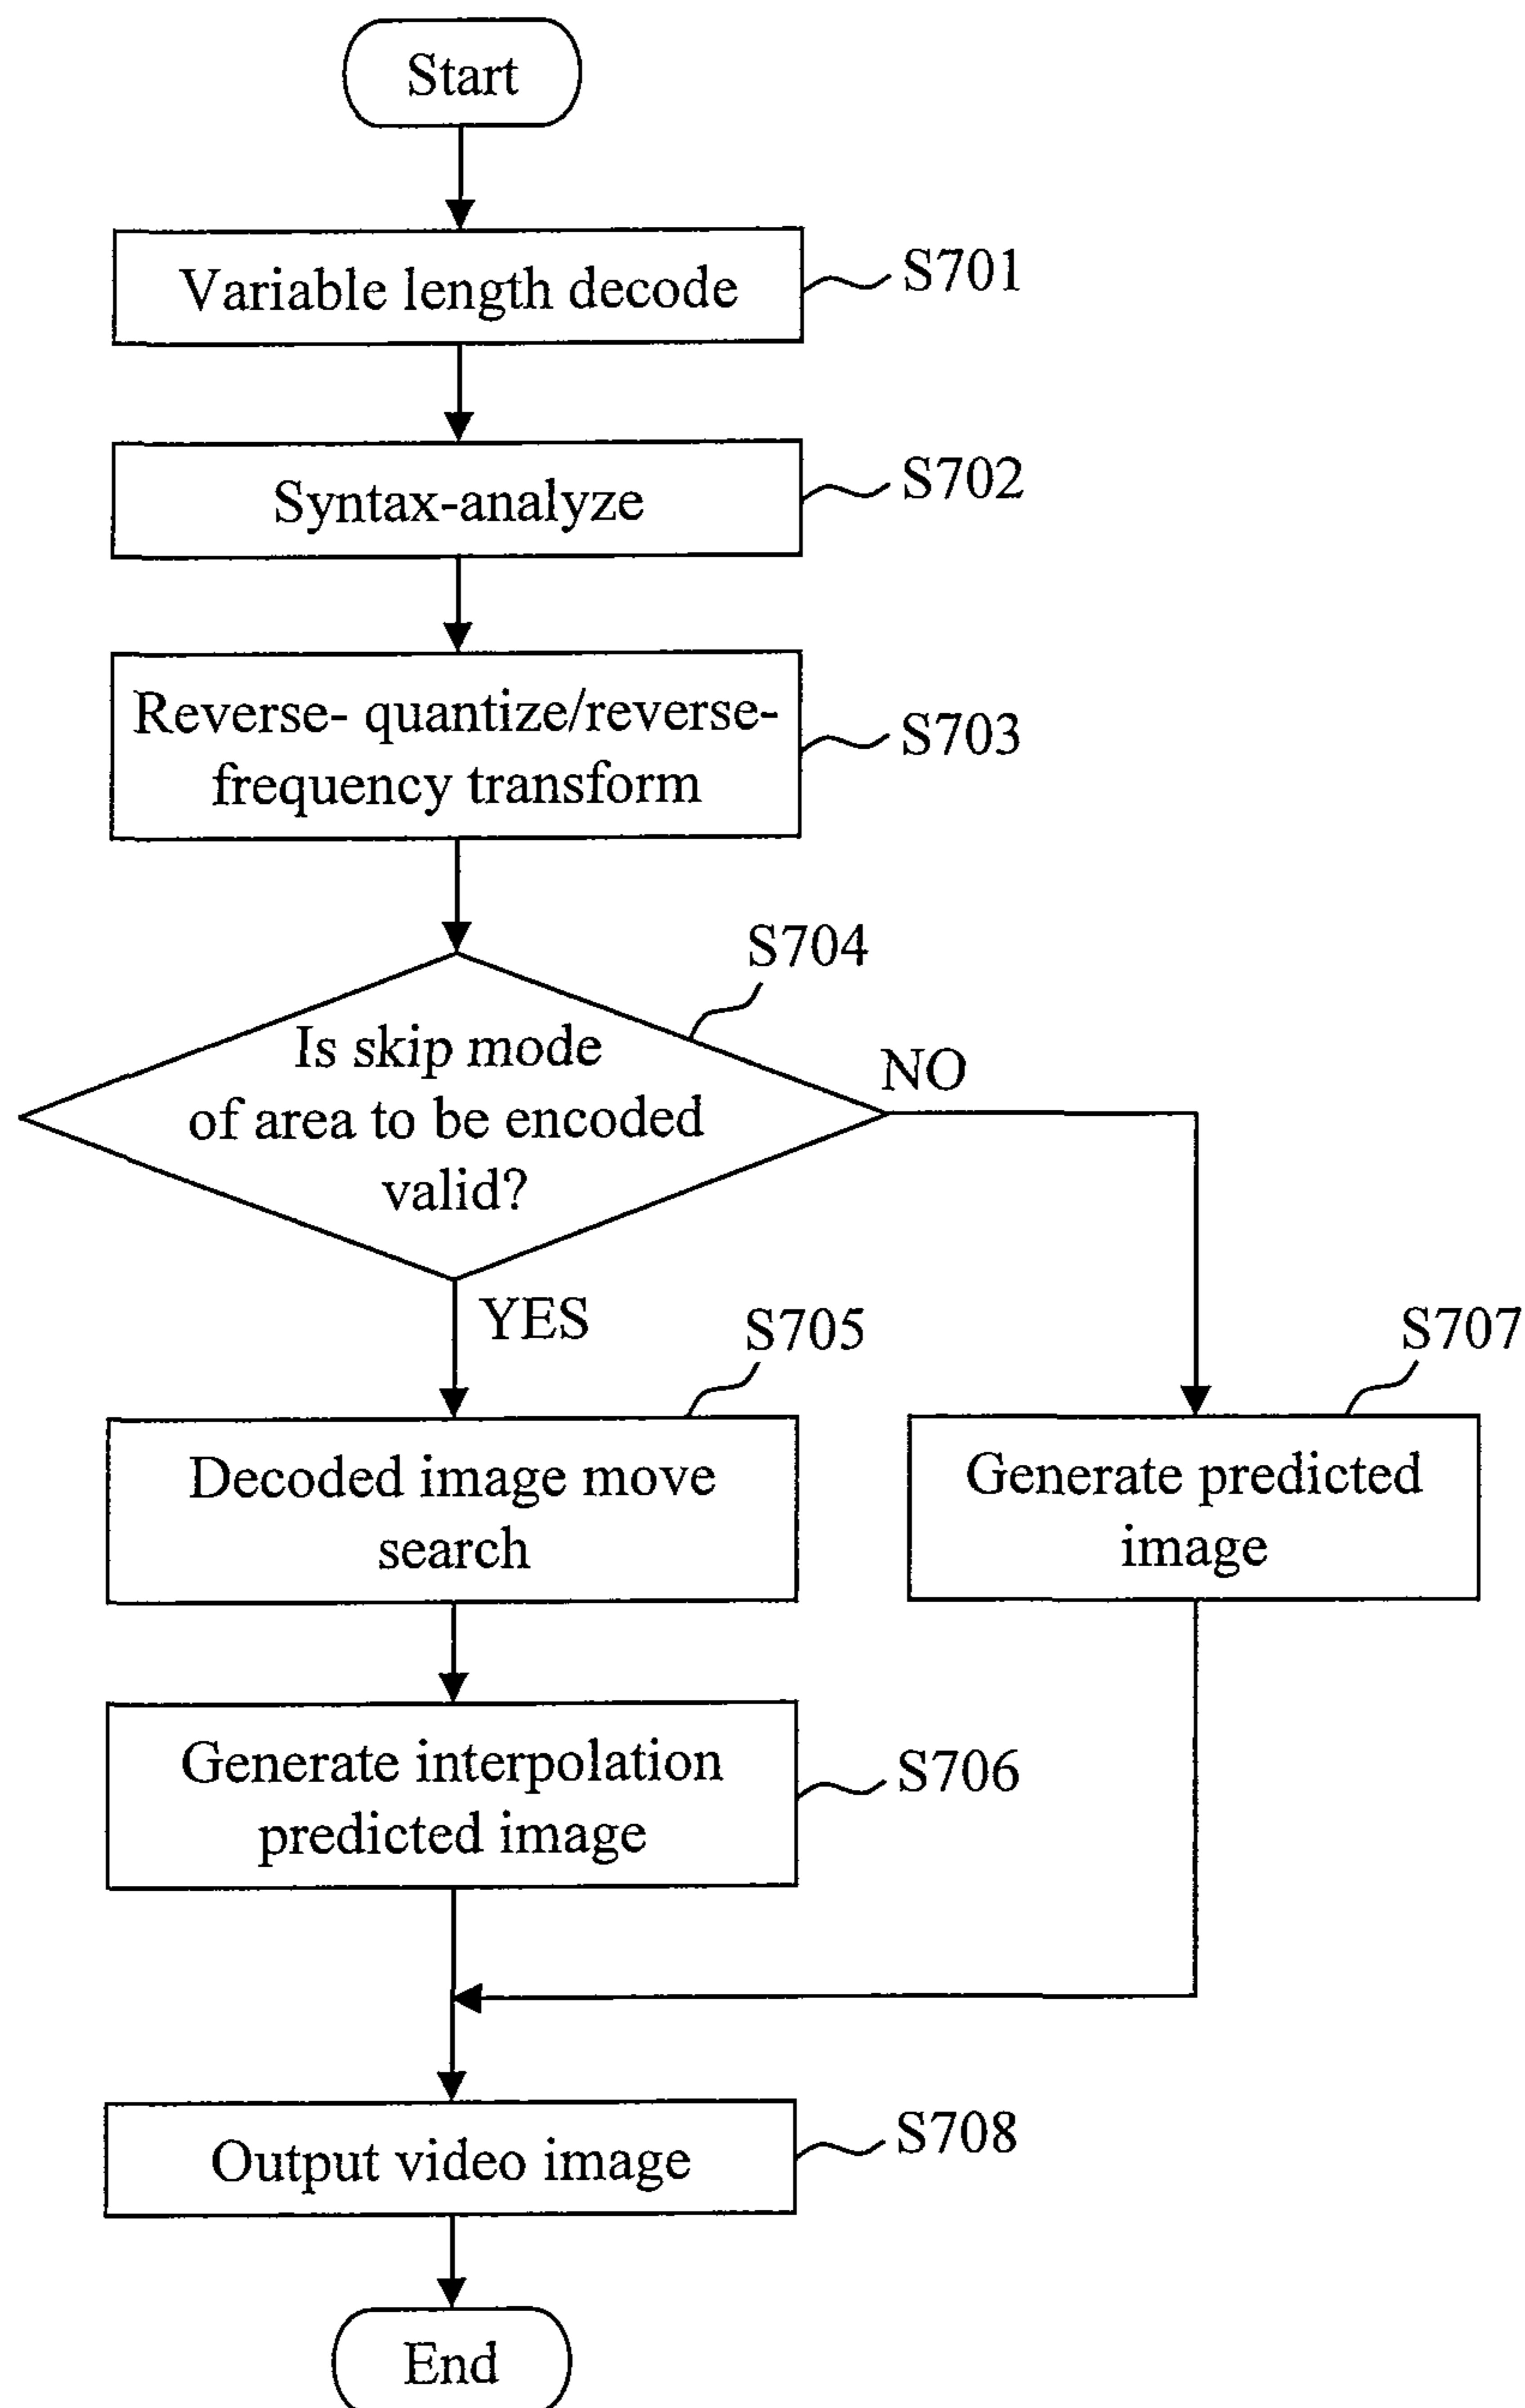 Start
Variable length decode
S701
Syntax-analyze
S702
Reverse- quantize/reverse-
frequency transform
S703
S704
Is skip mode
of area to be encoded
valid?
NO
YES
S705
S707
Decoded image move
search
Generate predicted
image
Generate interpolation
predicted image
S706
Output video image
S708
End